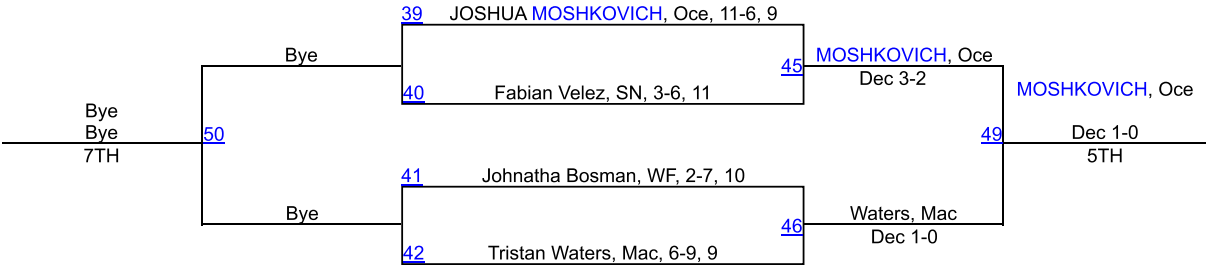 39 JOSHUA MOSHKOVICH, Oce, 11-6, 9
Bye
45 MOSHKOVICH, Oce
Dec 3-2
40 Fabian Velez, SN, 3-6, 11
MOSHKOVICH, Oce
Bye
Bye
50
49 Dec 1-0
7TH
5TH
41 Johnatha Bosman, WF, 2-7, 10
Bye
46 Waters, Mac
Dec 1-0
42 Tristan Waters, Mac, 6-9, 9